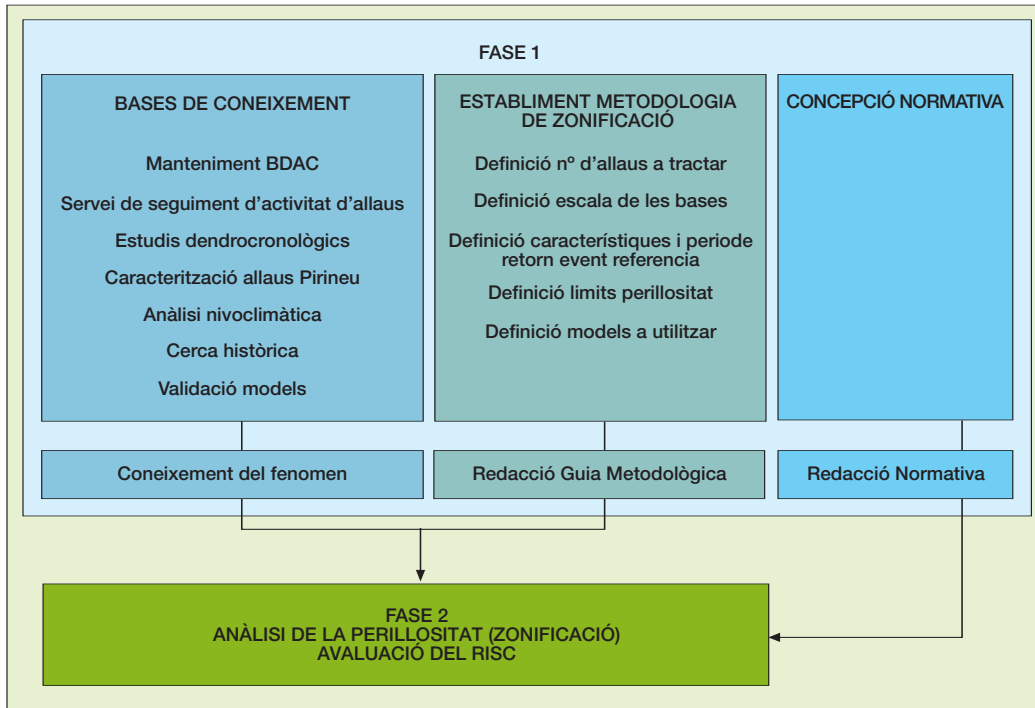 FASE 1
BASES DE CONEIXEMENT
Manteniment BDAC
Servei de seguiment d'activitat d'allaus
Estudis dendrocronològics
Caracterització allaus Pirineu
Anàlisi nivoclimàtica
Cerca històrica
Validació models
ESTABLIMENT METODOLOGIA
DE ZONIFICACIÓ
Definició nº d'allaus a tractar
Definició escala de les bases
Definició característiques i periode
retorn event referencia
Definició limits perillositat
Definició models a utilitzar
CONCEPCIÓ NORMATIVA
Coneixement del fenomen
Redacció Guia Metodològica
Redacció Normativa
FASE 2
ANÀLISI DE LA PERILLOSITAT (ZONIFICACIÓ)
AVALUACIÓ DEL RISC